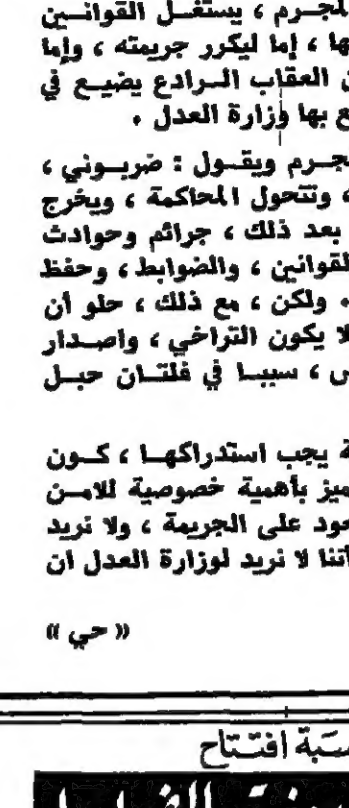 لمجرم ، يستغل القوانين
ها ، إما ليكرر جريمته ، وإما
العقاب الرادع يضيع في
ع بها وزارة العدل .
جرم ويقول : ضربوني ،
، وتتحول المحاكمة ، ويخرج
بعد ذلك ، جرائم وحوادث
لقوانين ، والضوابط ، وحفظ
. ولكن ، مع ذلك ، حلو أن
لا يكون التراخي ، واصدار
س ، سببا في فلتان حبل
ة يجب استدراكها ، كون
ميز بأهمية خصوصية للامن
عود على الجريمة ، ولا نريد
أننا لا نريد لوزارة العدل ان
« حي »
سبة افتتاح